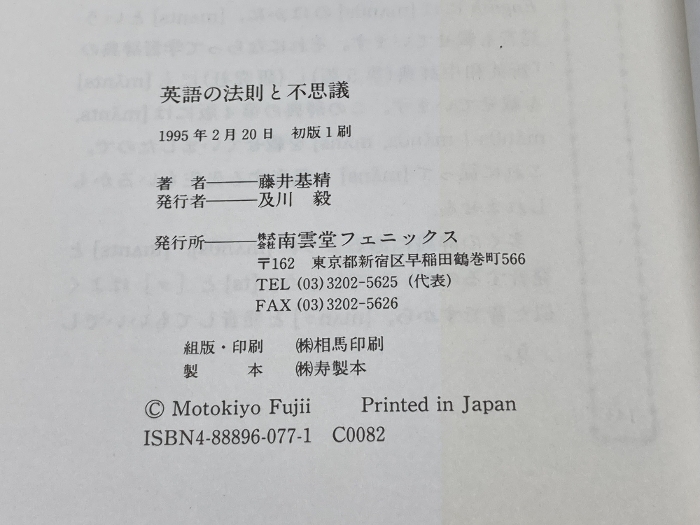 英語の法則と不思議
1995年2月20日　初版1刷
著　者―――藤井基精
発行者―――及川　毅
発行所―――株式会社南雲堂フェニックス
〒162　東京都新宿区早稲田鶴巻町566
TEL (03)3202-5625（代表）
FAX (03)3202-5626
組版・印刷　㈱相馬印刷
製　　本　㈱寿製本
© Motokiyo Fujii　Printed in Japan
ISBN4-88896-077-1　C0082